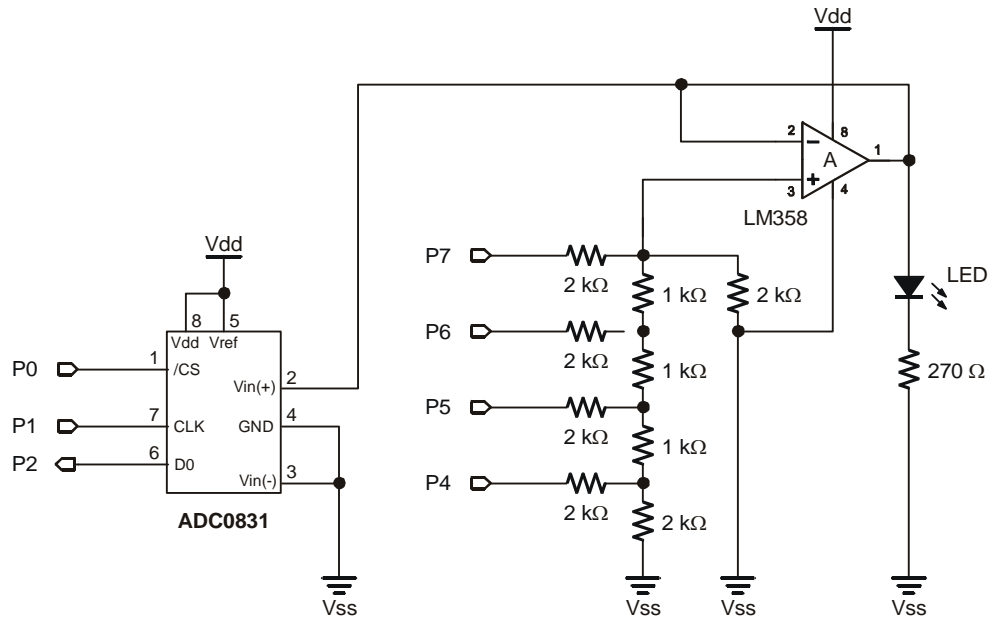 Vdd
2
8
A
1
3
4
LM358
Vdd
P7
2 kΩ
1 kΩ
2 kΩ
LED
8
5
Vdd
Vref
P6
2 kΩ
P0
1
/CS
2
Vin(+)
1 kΩ
270 Ω
P5
2 kΩ
P1
7
CLK
GND
4
1 kΩ
P2
6
D0
Vin(-)
3
P4
2 kΩ
2 kΩ
ADC0831
Vss
Vss
Vss
Vss